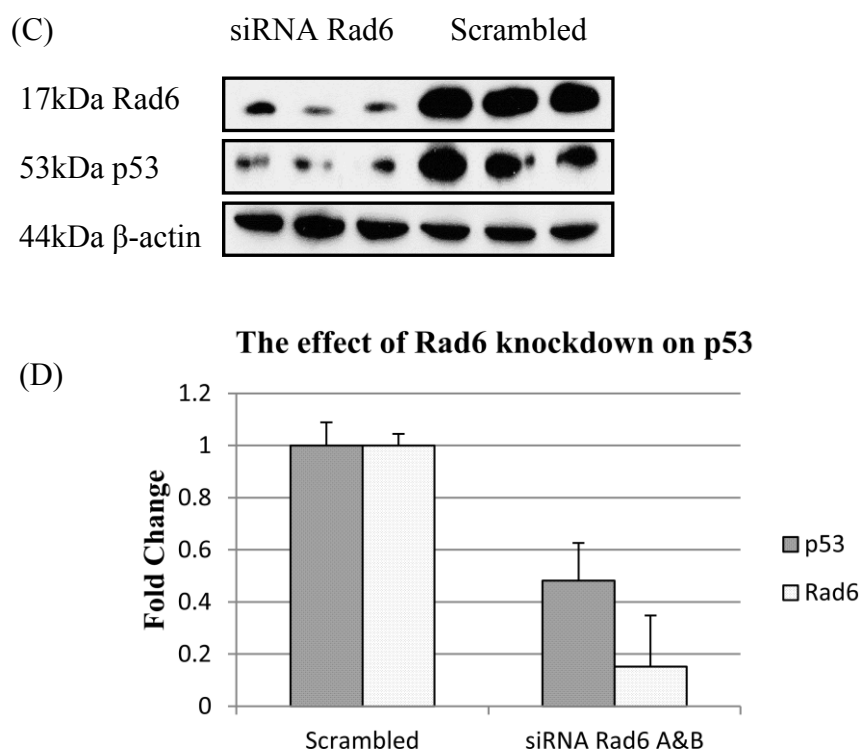 (C)
siRNA Rad6 Scrambled
17kDa Rad6
53kDa p53
44kDa β-actin
The effect of Rad6 knockdown on p53
(D)
Fold Change
1.2
1
0.8
0.6
0.4
0.2
0
Scrambled siRNA Rad6 A&B
p53
Rad6